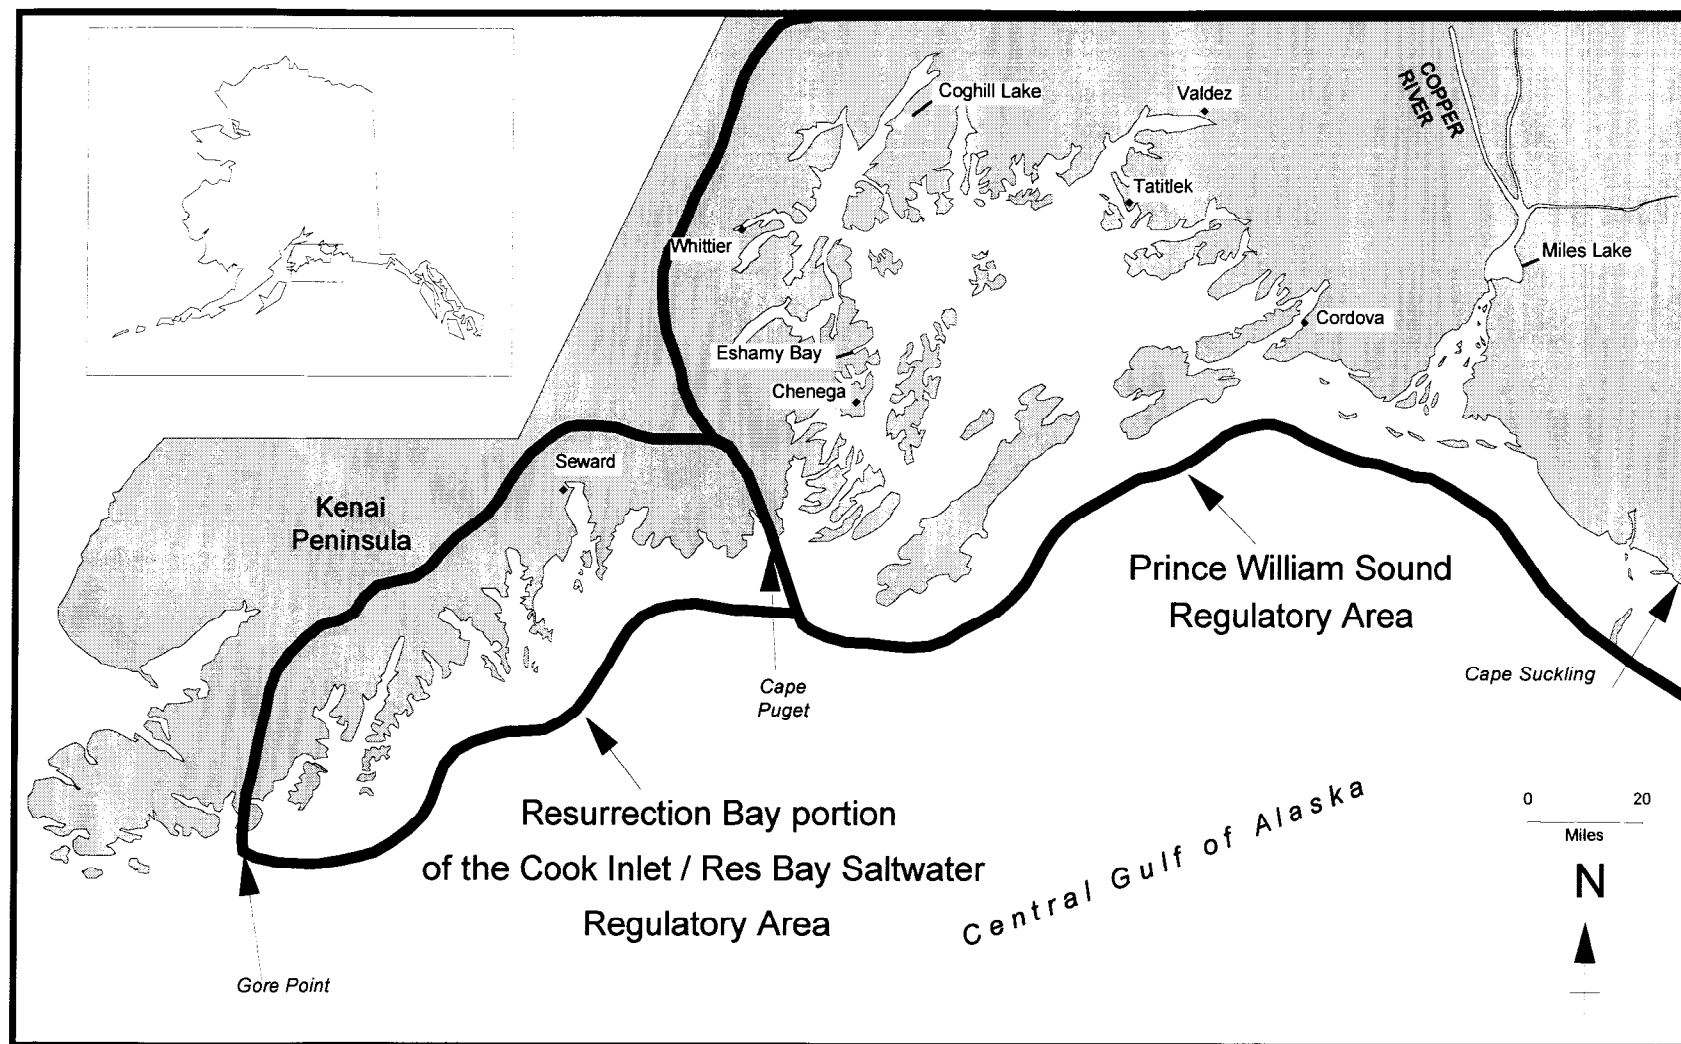 Coghill Lake
Valdez
COPPER
RIVER
Tatitlek
Whittier
Miles Lake
Cordova
Eshamy Bay
Chenega
Seward
Kenai
Peninsula
Prince William Sound
Regulatory Area
Cape Suckling
Cape
Puget
Resurrection Bay portion
of the Cook Inlet / Res Bay Saltwater
Regulatory Area
Central Gulf of Alaska
0 20
Miles
N
Gore Point